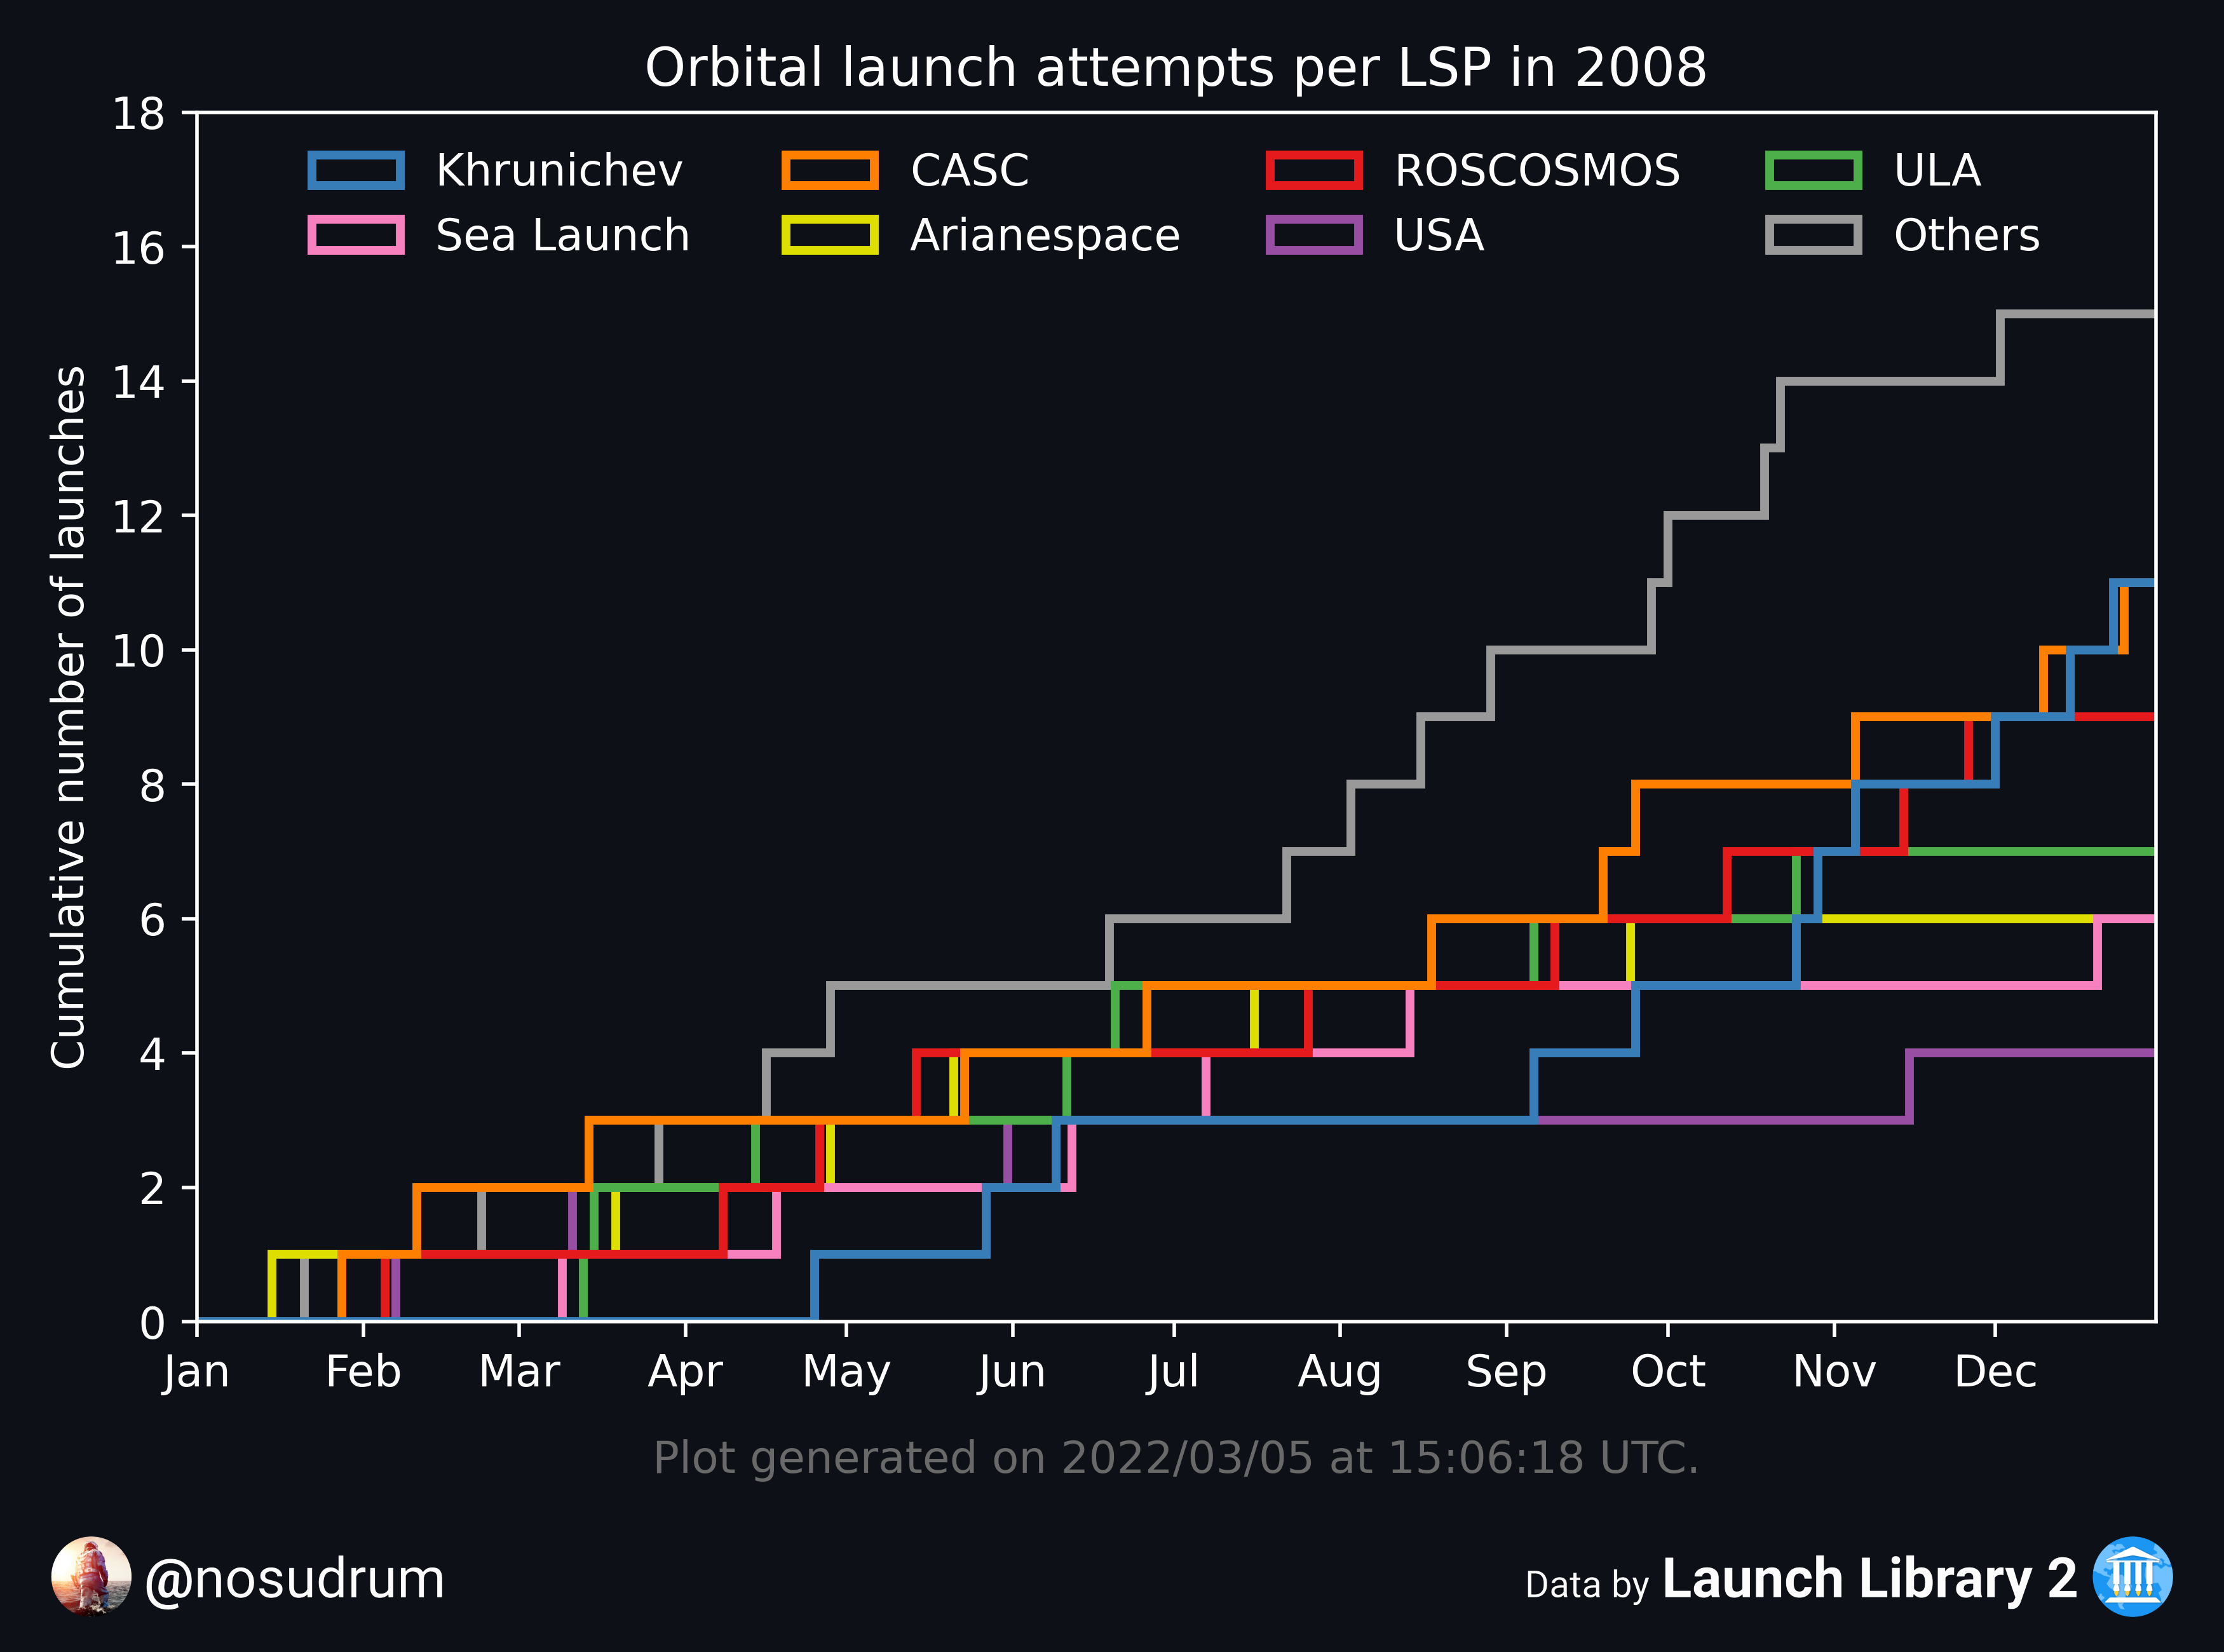 Orbital launch attempts per LSP in 2008
Khrunichev CASC ROSCOSMOS ULA
Sea Launch Arianespace USA Others
Cumulative number of launches
18
16
14
12
10
8
6
4
2
0
Jan Feb Mar Apr May Jun Jul Aug Sep Oct Nov Dec
Plot generated on 2022/03/05 at 15:06:18 UTC.
@nosudrum
Data by Launch Library 2